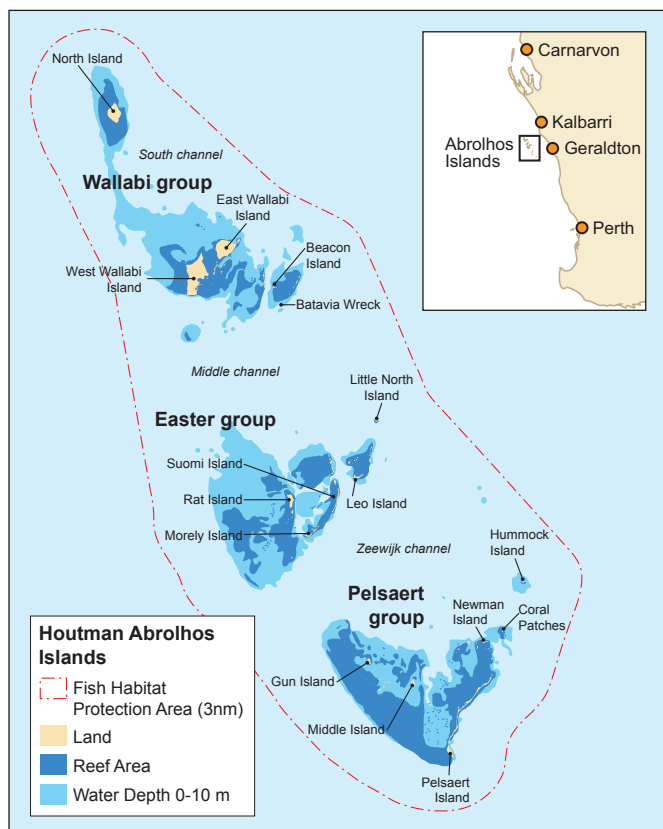 North Island
South channel
Wallabi group
East Wallabi
Island
Beacon
Island
West Wallabi
Island
Batavia Wreck
Middle channel
Little North
Island
Easter group
Suomi Island
Rat Island
Leo Island
Morely Island
Zeewijk channel
Hummock
Island
Pelsaert
group
Newman
Island
Coral
Patches
Gun Island
Middle Island
Pelsaert
Island
Carnarvon
Kalbarri
Abrolhos
Islands
Geraldton
Perth
Houtman Abrolhos
Islands
Fish Habitat
Protection Area (3nm)
Land
Reef Area
Water Depth 0-10 m